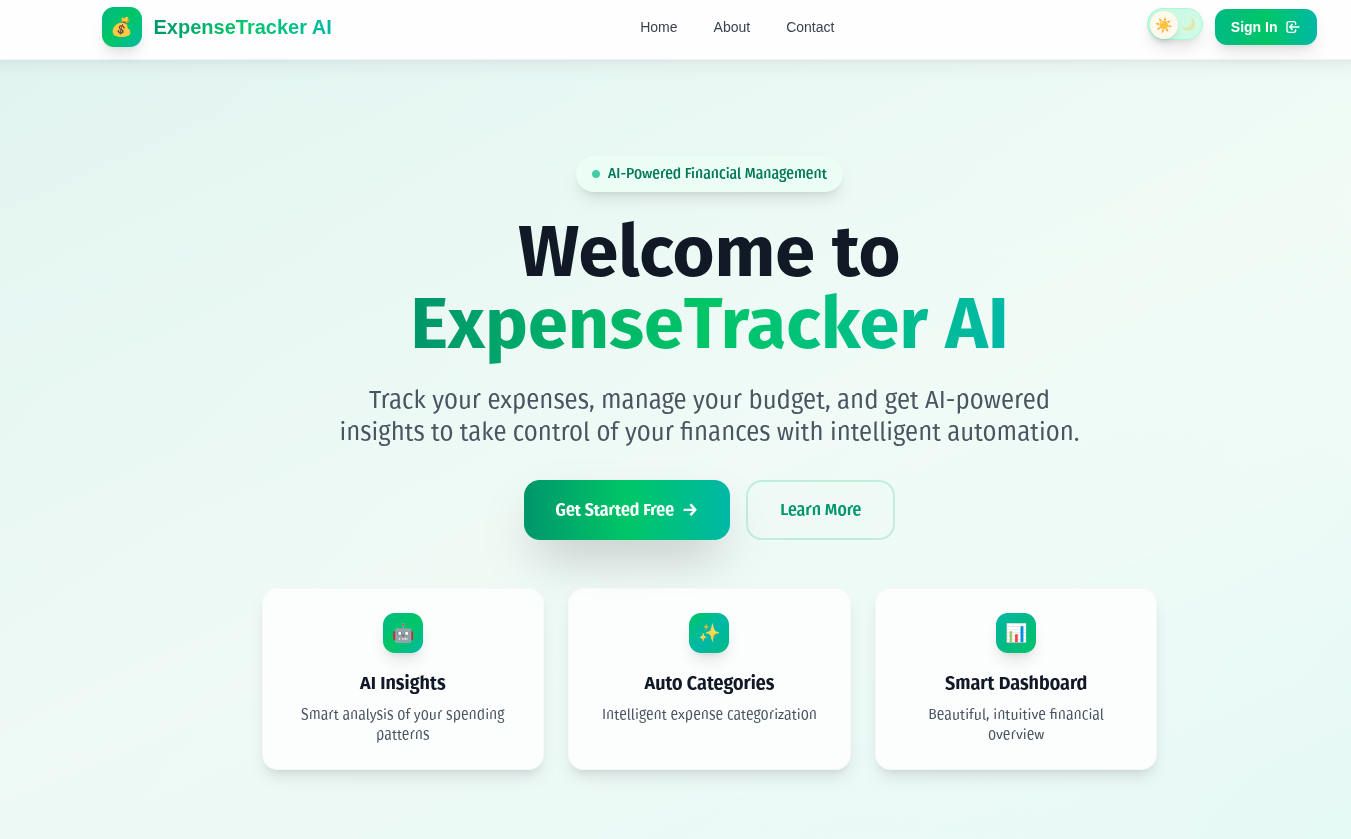 ExpenseTracker AI
Home
About
Contact
Sign In
AI-Powered Financial Management
Welcome to
ExpenseTracker AI
Track your expenses, manage your budget, and get AI-powered
insights to take control of your finances with intelligent automation.
Get Started Free →
Learn More
AI Insights
Smart analysis of your spending
patterns
Auto Categories
Intelligent expense categorization
Smart Dashboard
Beautiful, intuitive financial
overview